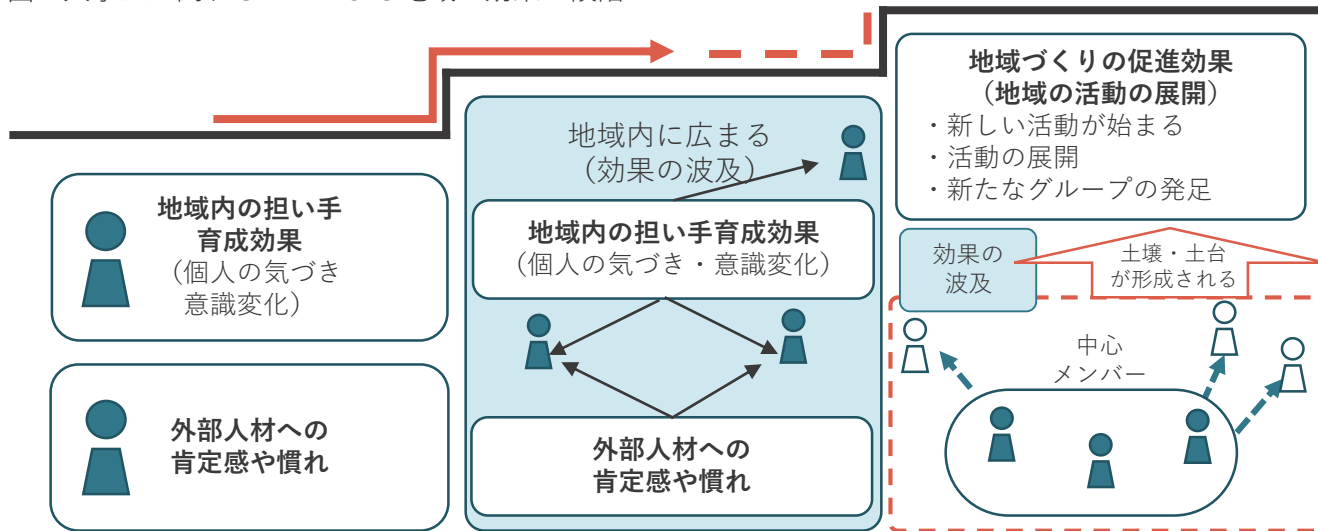 地域内の担い手
育成効果
（個人の気づき
意識変化）
外部人材への
肯定感や慣れ
地域内に広まる
（効果の波及）
地域内の担い手育成効果
（個人の気づき・意識変化）
外部人材への
肯定感や慣れ
地域づくりの促進効果
（地域の活動の展開）
・新しい活動が始まる
・活動の展開
・新たなグループの発足
効果の
波及
土壌・土台
が形成される
中心
メンバー